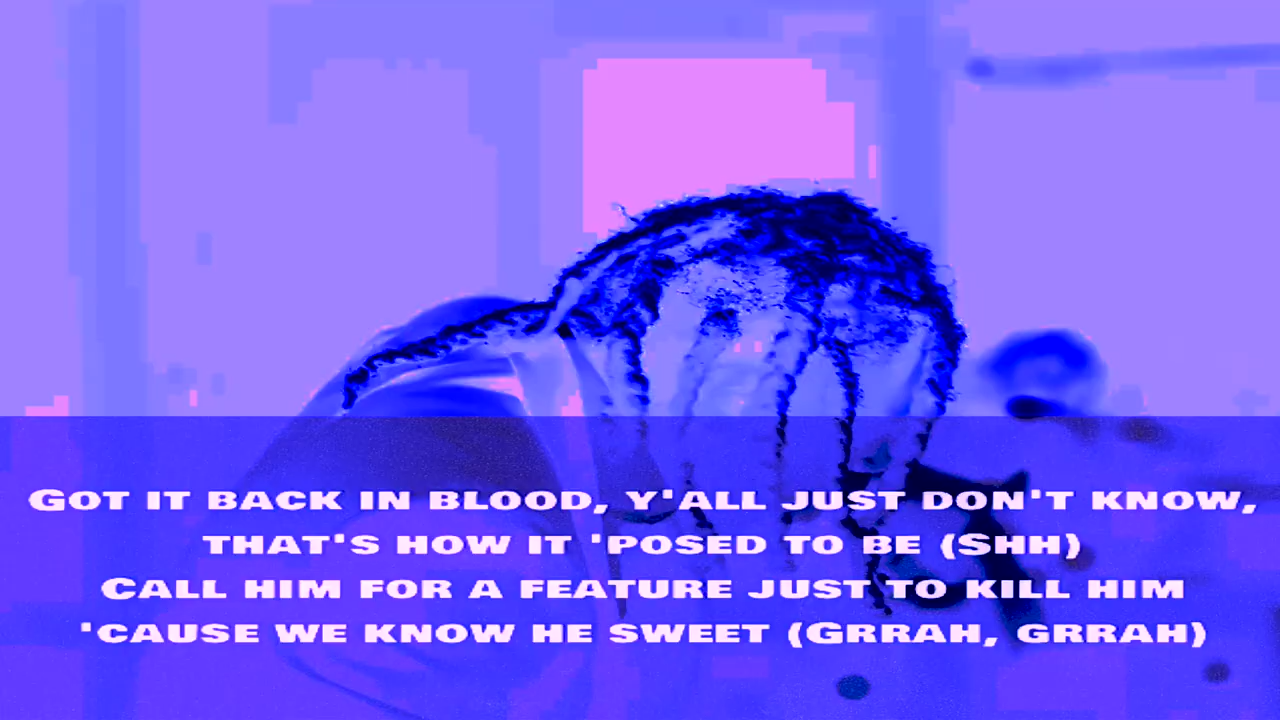 Got it back in blood, y'all just don't know,
that's how it 'posed to be (Shh)
Call him for a feature just to kill him
'cause we know he sweet (Grrah, grrah)